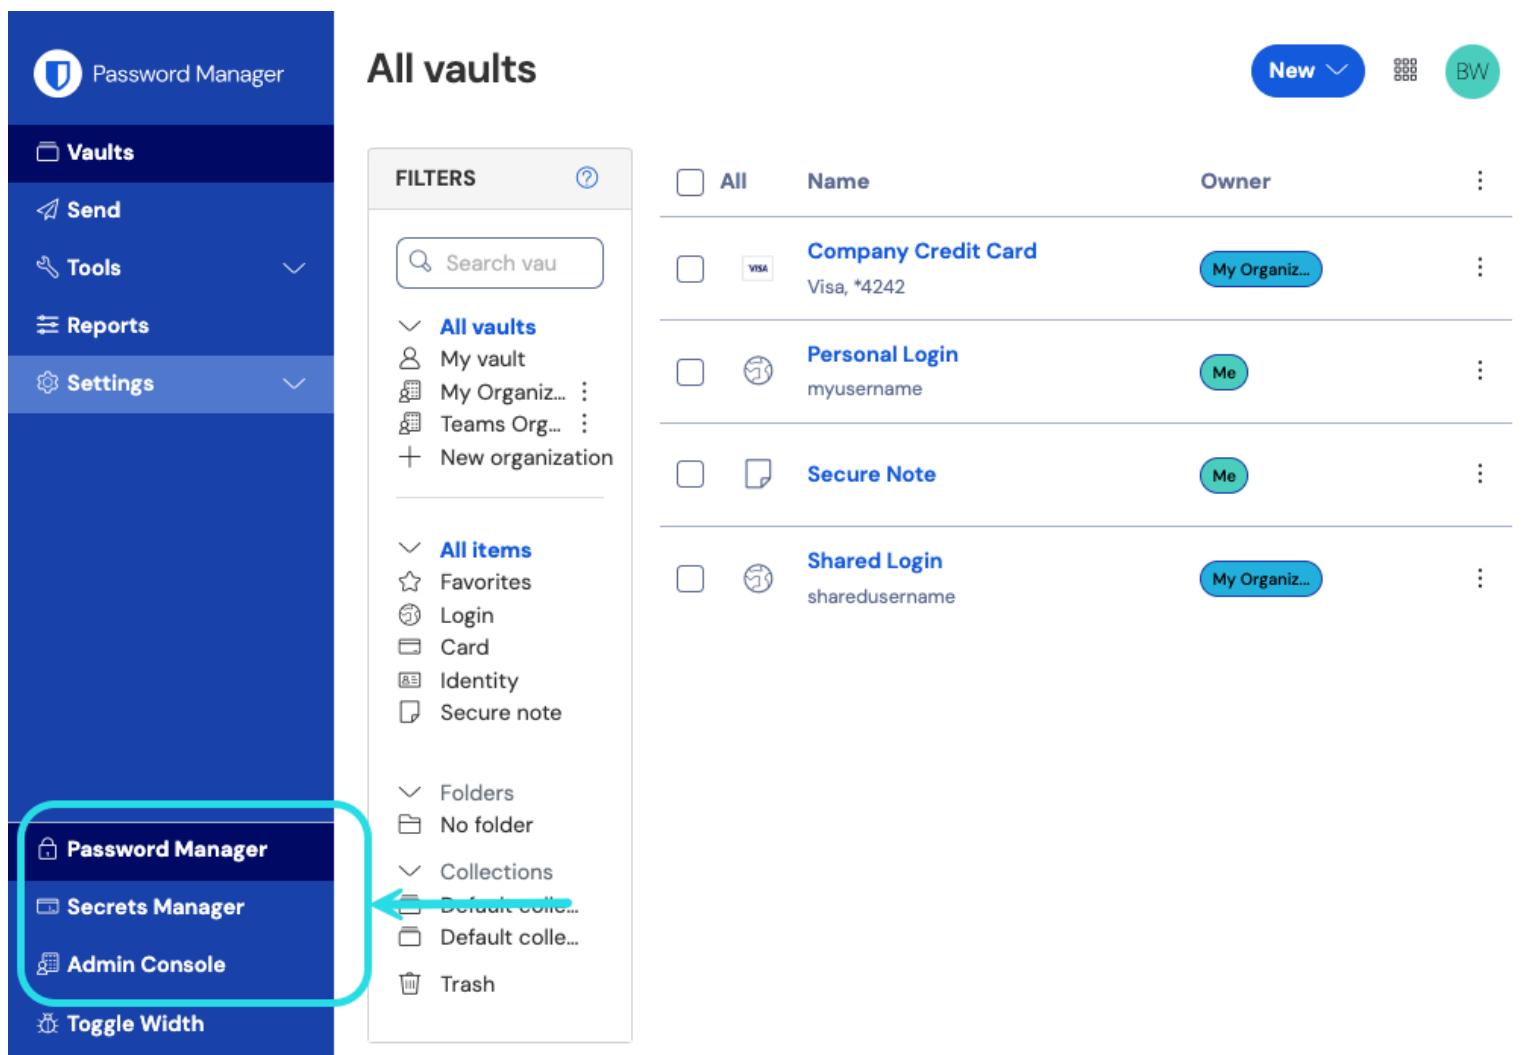 Password Manager
Vaults
Send
Tools
Reports
Settings
Password Manager
Secrets Manager
Admin Console
Toggle Width
All vaults
New
BW
FILTERS
?
Search vau
All vaults
My vault
My Organiz...
Teams Org...
New organization
All items
Favorites
Login
Card
Identity
Secure note
Folders
No folder
Collections
Default colle...
Default colle...
Trash
All Name Owner
VISA
Company Credit Card
Visa, *4242
My Organiz...
Personal Login
myusername
Me
Secure Note
Me
Shared Login
sharedusername
My Organiz...